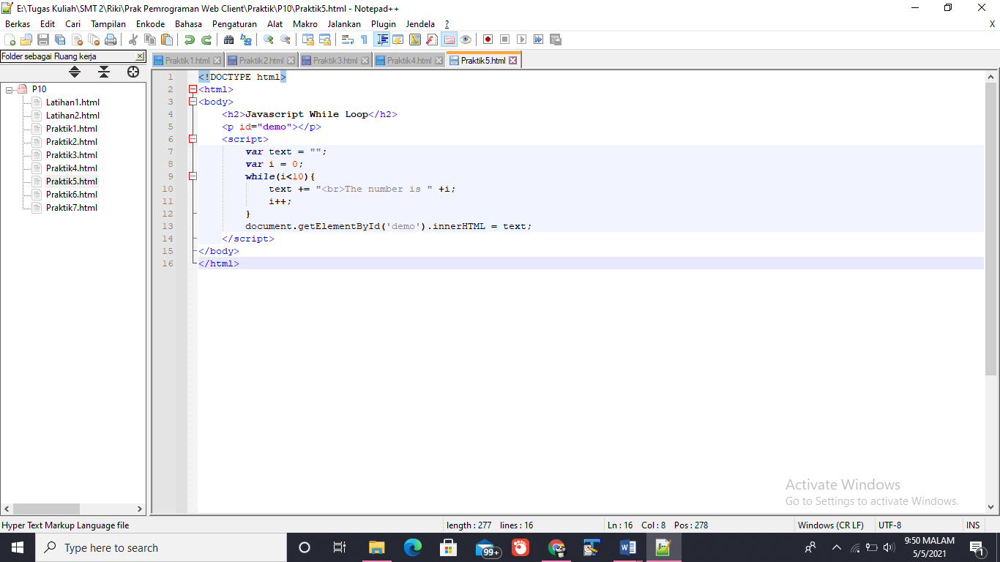 E:\Tugas Kuliah\SMT 2\Riki\Prak Pemrograman Web Client\Praktik\P10\Praktik5.html - Notepad++
Berkas Edit Cari Tampilan Enkode Bahasa Pengaturan Alat Makro Jalankan Plugin Jendela ? X
Folder sebagai Ruang kerja
Praktik1.html Praktik2.html Praktik3.html Praktik4.html Praktik5.html
P10
Latihan1.html
Latihan2.html
Praktik1.html
Praktik2.html
Praktik3.html
Praktik4.html
Praktik5.html
Praktik6.html
Praktik7.html
1 <!DOCTYPE html>
2 <html>
3 <body>
4 <h2>Javascript While Loop</h2>
5 <p id="demo"></p>
6 <script>
7 var text = "";
8 var i = 0;
9 while(i<10){
10 text += "<br>The number is " +i;
11 i++;
12 }
13 document.getElementById('demo').innerHTML = text;
14 </script>
15 </body>
16 </html>
Activate Windows
Go to Settings to activate Windows.
Hyper Text Markup Language file length : 277 lines : 16 Ln : 16 Col : 8 Pos : 278 Windows (CR LF) UTF-8 INS
Type here to search
99+
9:50 MALAM
5/5/2021
1